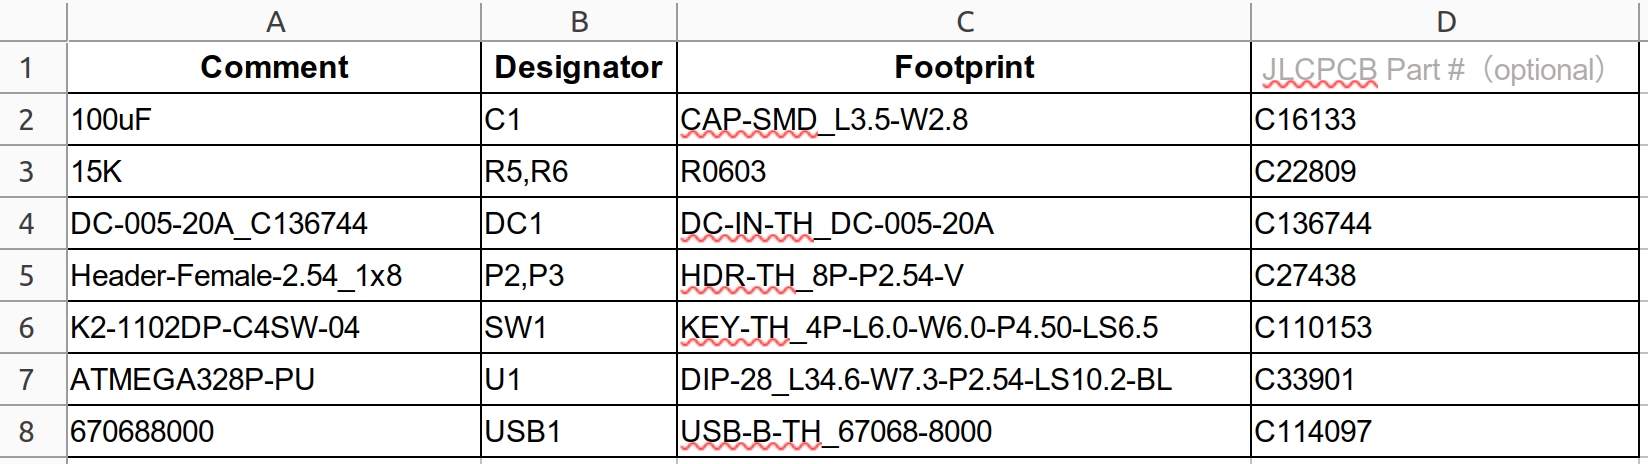 A B C D
1 Comment Designator Footprint JLCPCB Part #（optional）
2 100uF C1 CAP-SMD_L3.5-W2.8 C16133
3 15K R5,R6 R0603 C22809
4 DC-005-20A_C136744 DC1 DC-IN-TH_DC-005-20A C136744
5 Header-Female-2.54_1x8 P2,P3 HDR-TH_8P-P2.54-V C27438
6 K2-1102DP-C4SW-04 SW1 KEY-TH_4P-L6.0-W6.0-P4.50-LS6.5 C110153
7 ATMEGA328P-PU U1 DIP-28_L34.6-W7.3-P2.54-LS10.2-BL C33901
8 670688000 USB1 USB-B-TH_67068-8000 C114097